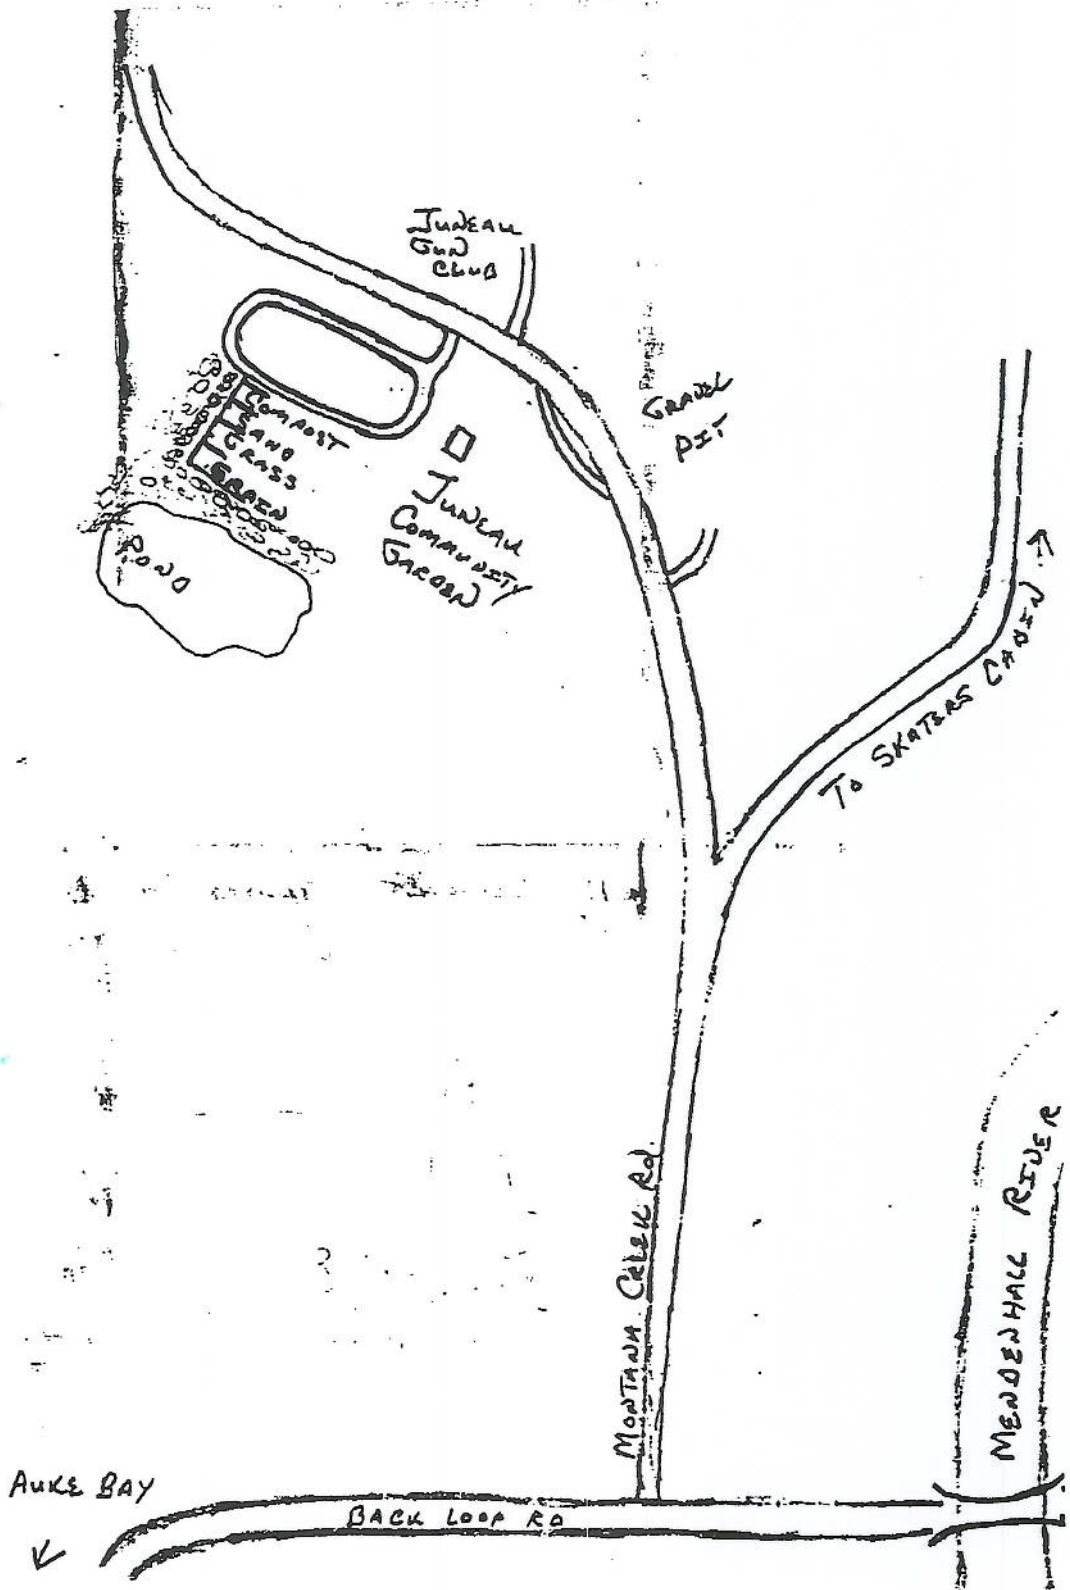 JUNEAU
GUN
CLUB
GRAVEL
PIT
COMPOST
SAND
GRASS
GRAIN
JUNEAU
COMMUNITY
GARDEN
POND
TO SKATERS CABIN
MONTANA CREEK Rd.
MENDENHALL RIVER
AUKE BAY
BACK LOOP RD